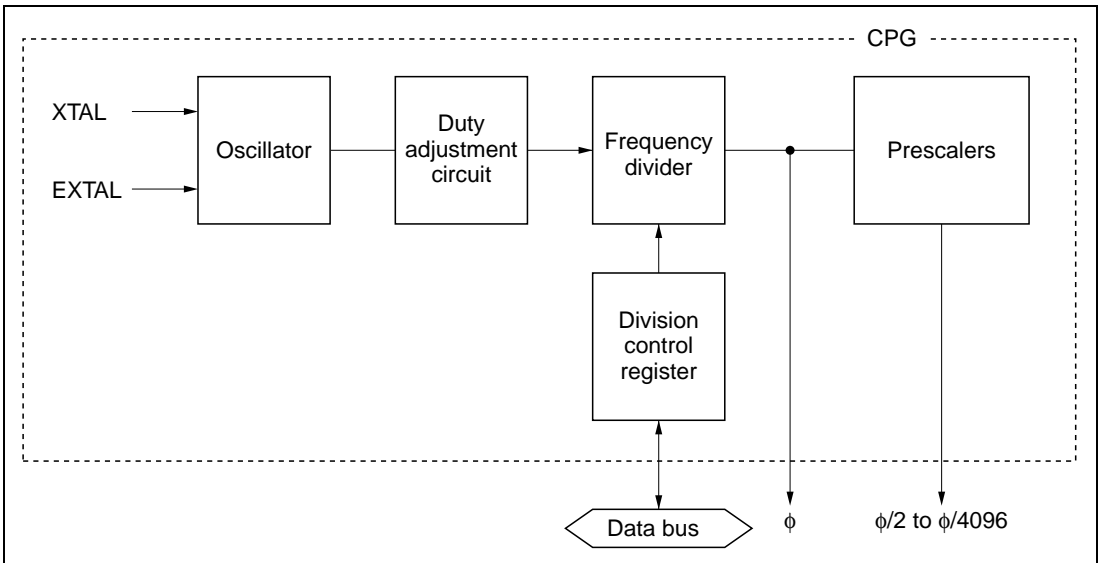 CPG
XTAL
EXTAL
Oscillator
Duty
adjustment
circuit
Frequency
divider
Prescalers
Division
control
register
Data bus
ϕ
ϕ/2 to ϕ/4096